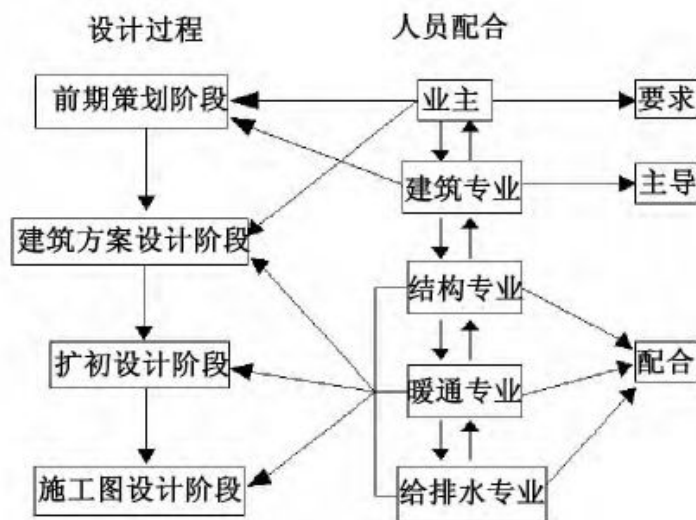 设计过程
人员配合
前期策划阶段
业主
要求
建筑专业
主导
建筑方案设计阶段
结构专业
扩初设计阶段
暖通专业
配合
施工图设计阶段
给排水专业